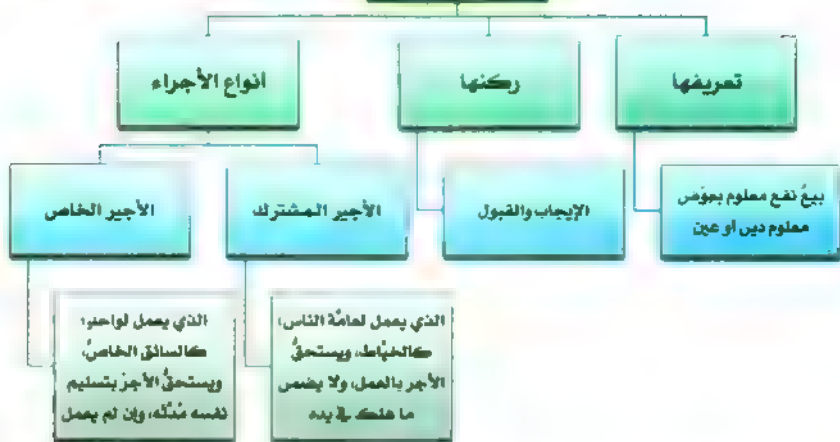 تعريفها
ركنها
أنواع الأجراء
بيعُ نفع معلوم بعِوَض
معلوم دين أو عين
الإيجاب والقبول
الأجير المشترك
الأجير الخاص
الذي يعمل لعامَّة الناس؛
كالخيَّاط، ويستحقُّ
الأجر بالعمل، ولا يضمن
ما هلك في يده
الذي يعمل لواحد؛
كالسائق الخاصِّ،
ويستحقُّ الأجرَ بتسليم
نفسه مُدَّته، وإن لم يعمل